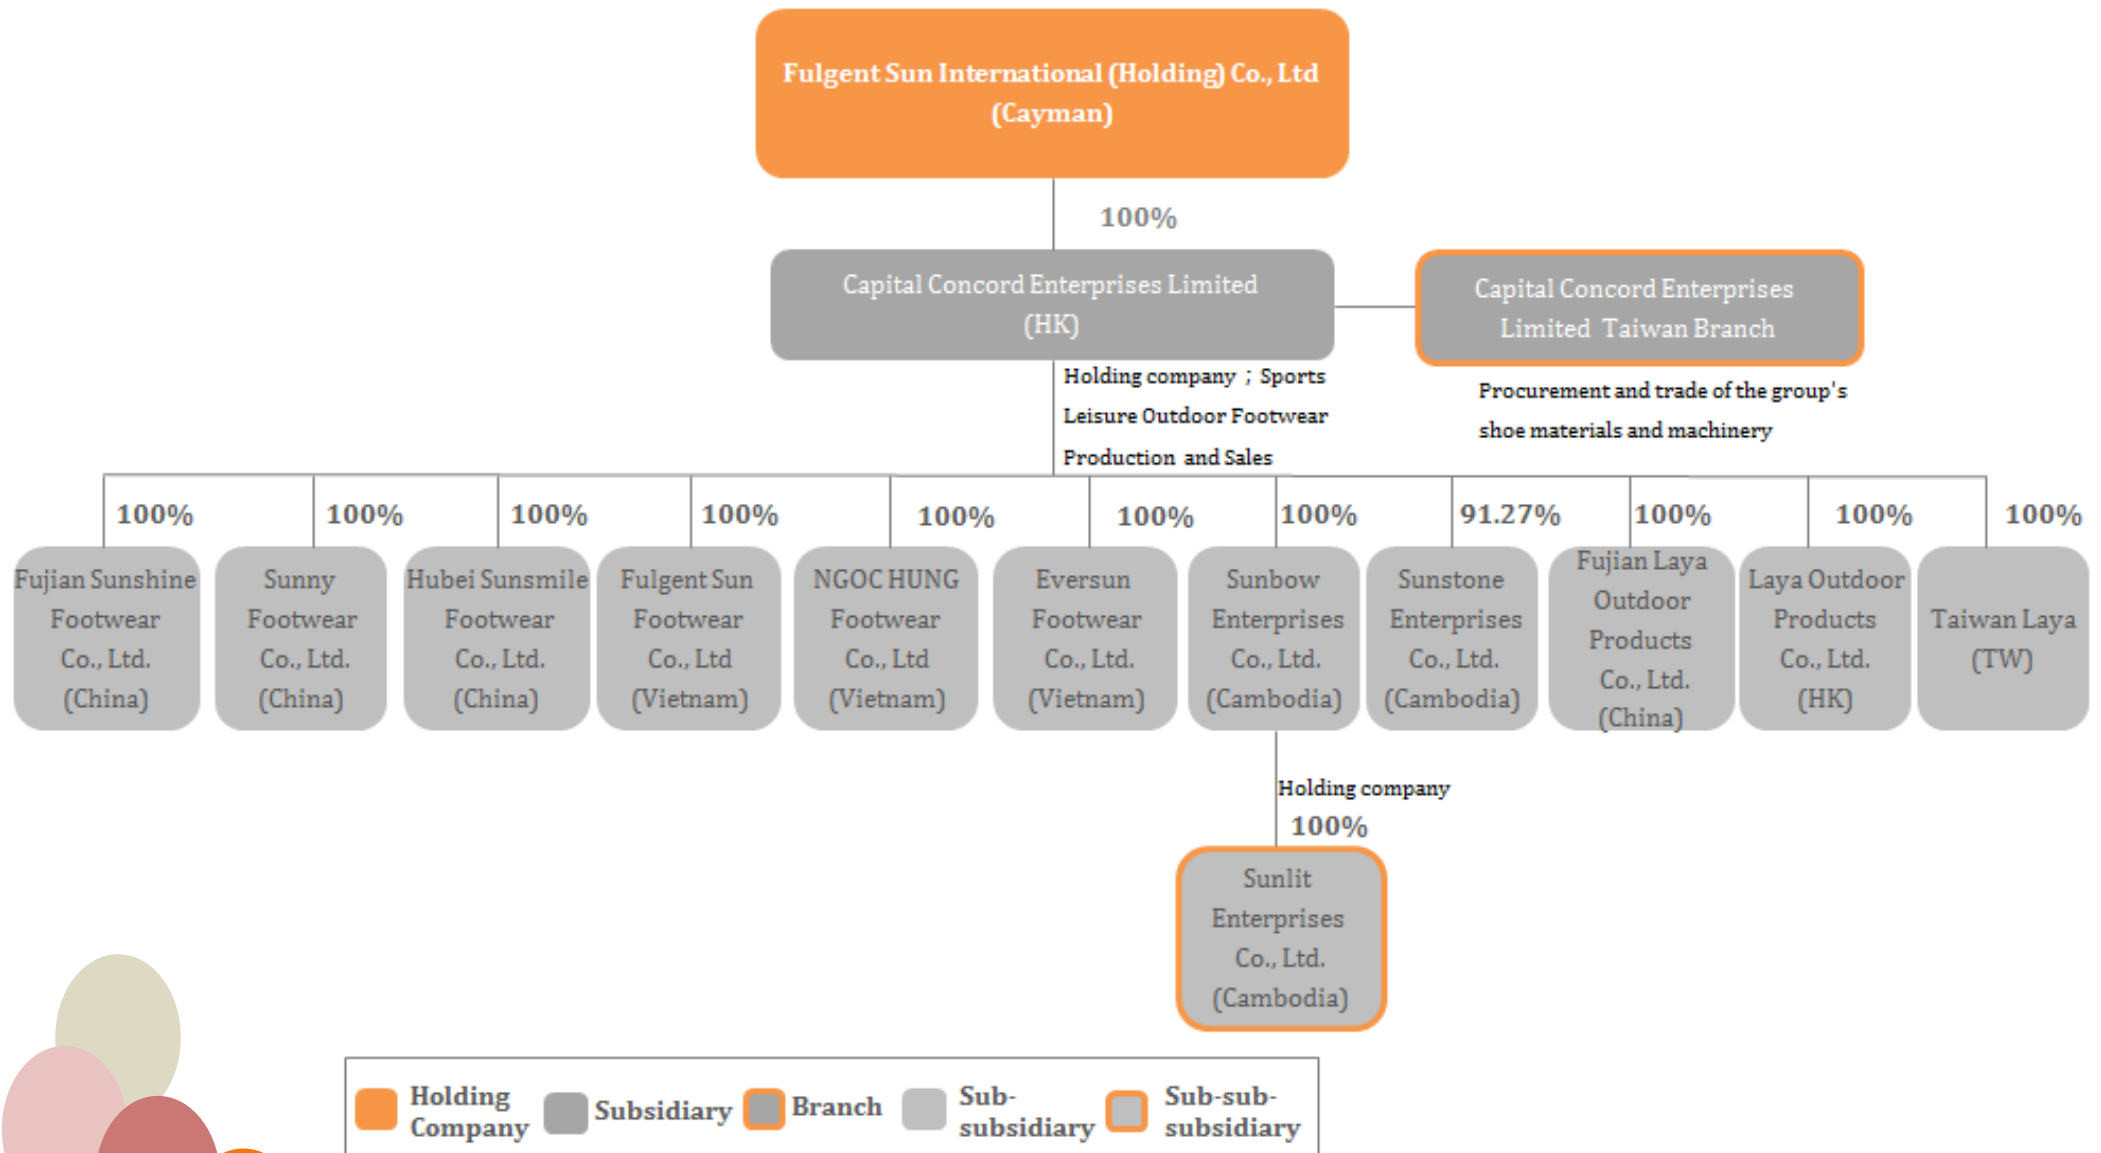 Fulgent Sun International (Holding) Co., Ltd
(Cayman)
100%
Capital Concord Enterprises Limited
(HK)
Capital Concord Enterprises
Limited Taiwan Branch
Holding company ; Sports
Leisure Outdoor Footwear
Production and Sales
Procurement and trade of the group's
shoe materials and machinery
100%
100%
100%
100%
100%
100%
100%
91.27%
100%
100%
100%
Fujian Sunshine
Footwear
Co., Ltd.
(China)
Sunny
Footwear
Co., Ltd.
(China)
Hubei Sunsmile
Footwear
Co., Ltd.
(China)
Fulgent Sun
Footwear
Co., Ltd
(Vietnam)
NGOC HUNG
Footwear
Co., Ltd
(Vietnam)
Eversun
Footwear
Co., Ltd.
(Vietnam)
Sunbow
Enterprises
Co., Ltd.
(Cambodia)
Sunstone
Enterprises
Co., Ltd.
(Cambodia)
Fujian Laya
Outdoor
Products
Co., Ltd.
(China)
Laya Outdoor
Products
Co., Ltd.
(HK)
Taiwan Laya
(TW)
Holding company
100%
Sunlit
Enterprises
Co., Ltd.
(Cambodia)
Holding
Company
Subsidiary
Branch
Sub-
subsidiary
Sub-sub-
subsidiary